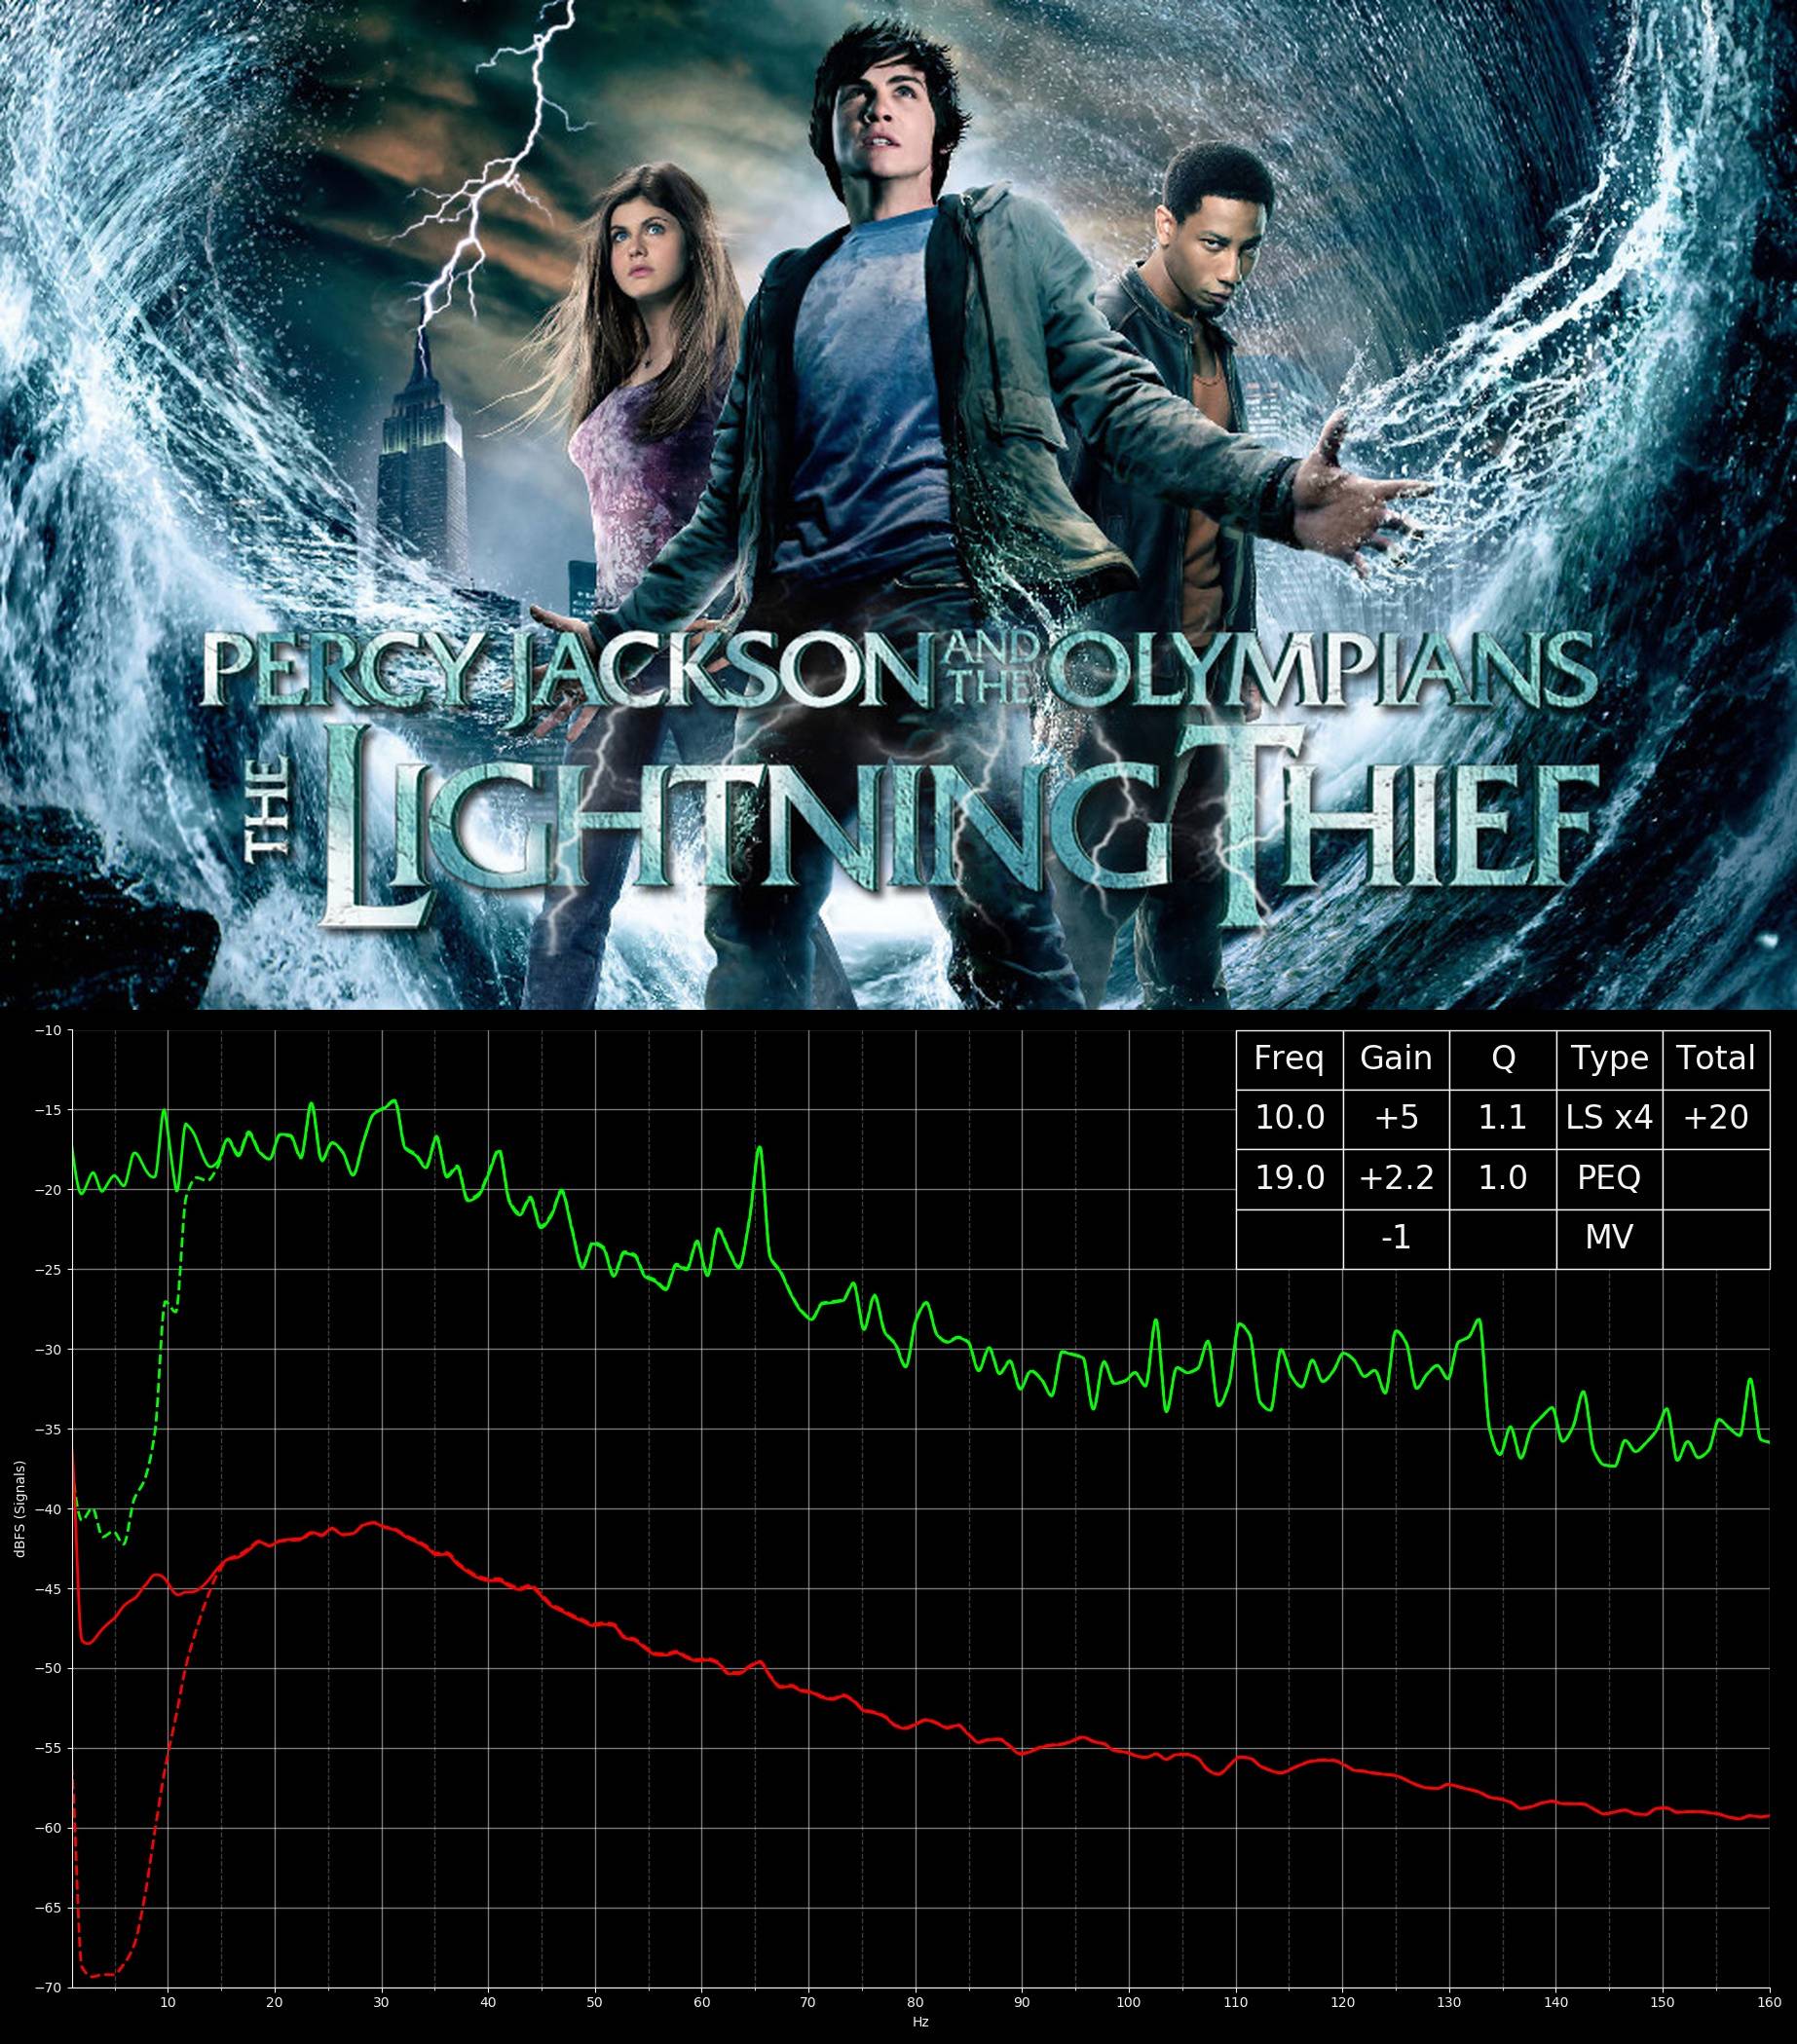 PERCY JACKSON AND THE OLYMPIANS
THE LIGHTNING THIEF
Freq Gain Q Type Total
10.0 +5 1.1 LS x4 +20
19.0 +2.2 1.0 PEQ
-1 MV
dBFS (Signals)
−10
−15
−20
−25
−30
−35
−40
−45
−50
−55
−60
−65
−70
10 20 30 40 50 60 70 80 90 100 110 120 130 140 150 160
Hz